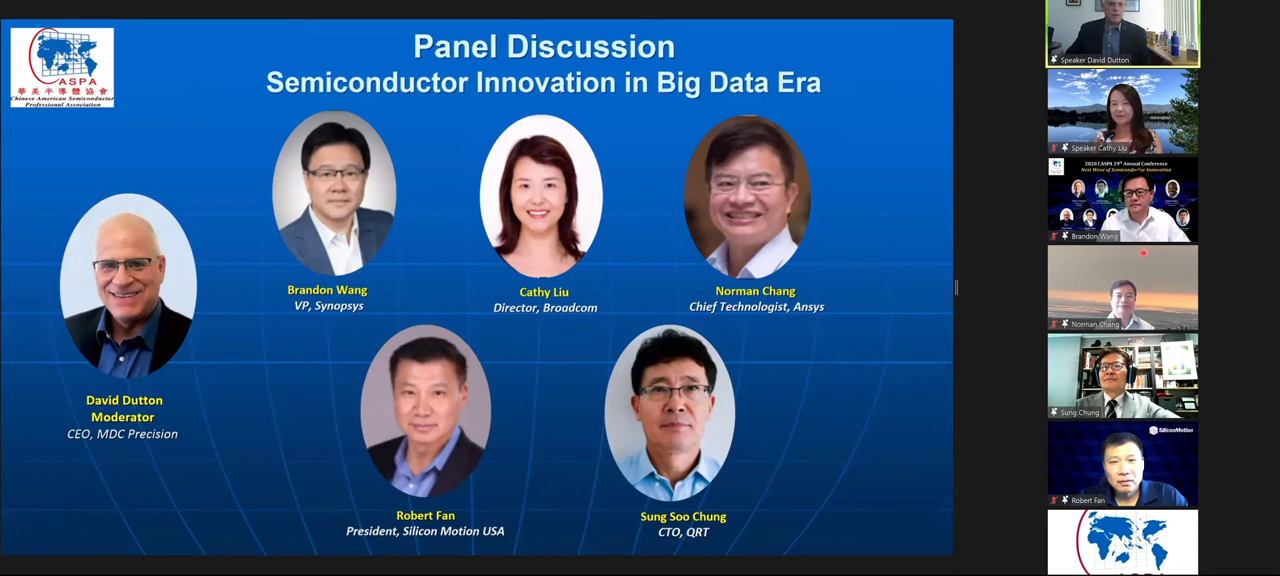 Panel Discussion
Semiconductor Innovation in Big Data Era
CASPA
華美半導體協會
Chinese American Semiconductor
Professional Association
Brandon Wang
VP, Synopsys
Cathy Liu
Director, Broadcom
Norman Chang
Chief Technologist, Ansys
David Dutton
Moderator
CEO, MDC Precision
Robert Fan
President, Silicon Motion USA
Sung Soo Chung
CTO, QRT
Speaker David Dutton
Speaker Cathy Liu
2020 CASPA 29th Annual Conference
Next Wave of Semiconductor Innovation
Brandon Wang
Norman Chang
Sung Chung
SiliconMotion
Robert Fan